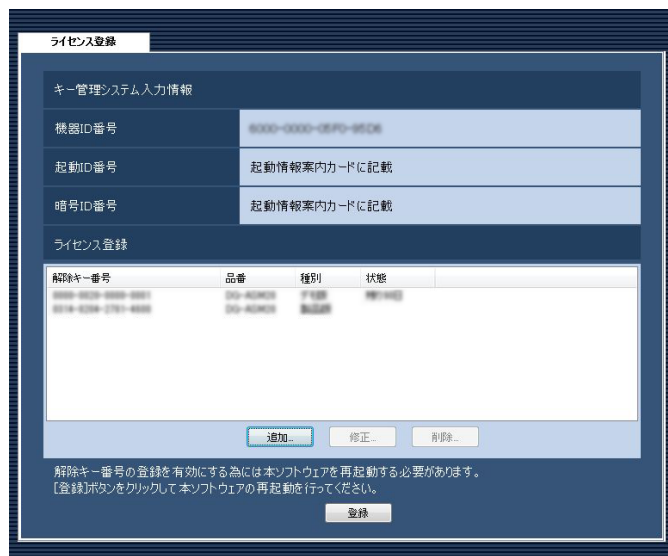 ライセンス登録
キー管理システム入力情報
機器ID番号
起動ID番号 起動情報案内カードに記載
暗号ID番号 起動情報案内カードに記載
ライセンス登録
解除キー番号 品番 種別 状態
追加... 修正... 削除...
解除キー番号の登録を有効にする為には本ソフトウェアを再起動する必要があります。
[登録]ボタンをクリックして本ソフトウェアの再起動を行ってください。
登録